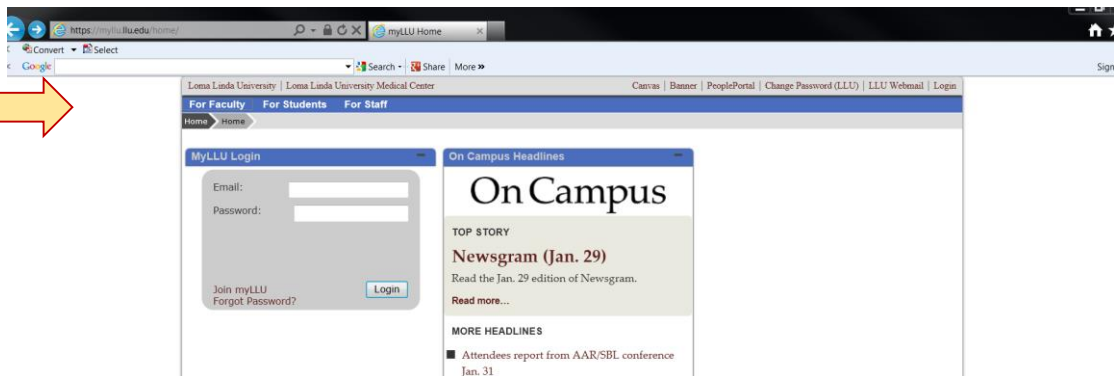 https://myllu.llu.edu/home/
myLLU Home
Convert Select
Google Search Share More »
Loma Linda University | Loma Linda University Medical Center Canvas | Banner | PeoplePortal | Change Password (LLU) | LLU Webmail | Login
For Faculty For Students For Staff
Home Home
MyLLU Login
Email:
Password:
Join myLLU
Login
Forgot Password?
On Campus Headlines
On Campus
TOP STORY
Newsgram (Jan. 29)
Read the Jan. 29 edition of Newsgram.
Read more...
MORE HEADLINES
Attendees report from AAR/SBL conference
Jan. 31